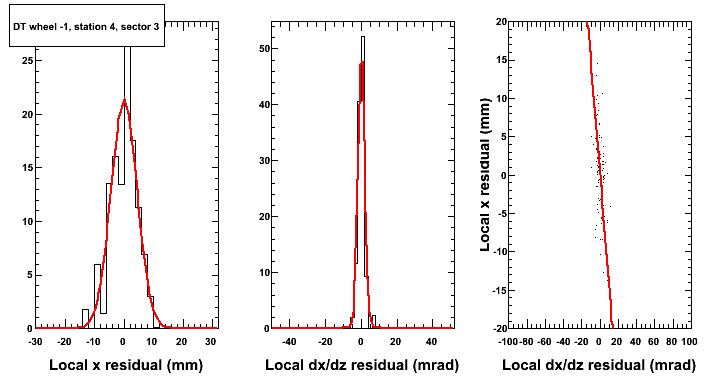 DT wheel -1, station 4, sector 3
25
20
15
10
5
0
-30 -20 -10 0 10 20 30
Local x residual (mm)
50
40
30
20
10
0
-40 -20 0 20 40
Local dx/dz residual (mrad)
Local x residual (mm)
20
15
10
5
0
-5
-10
-15
-20
-100 -80 -60 -40 -20 0 20 40 60 80 100
Local dx/dz residual (mrad)